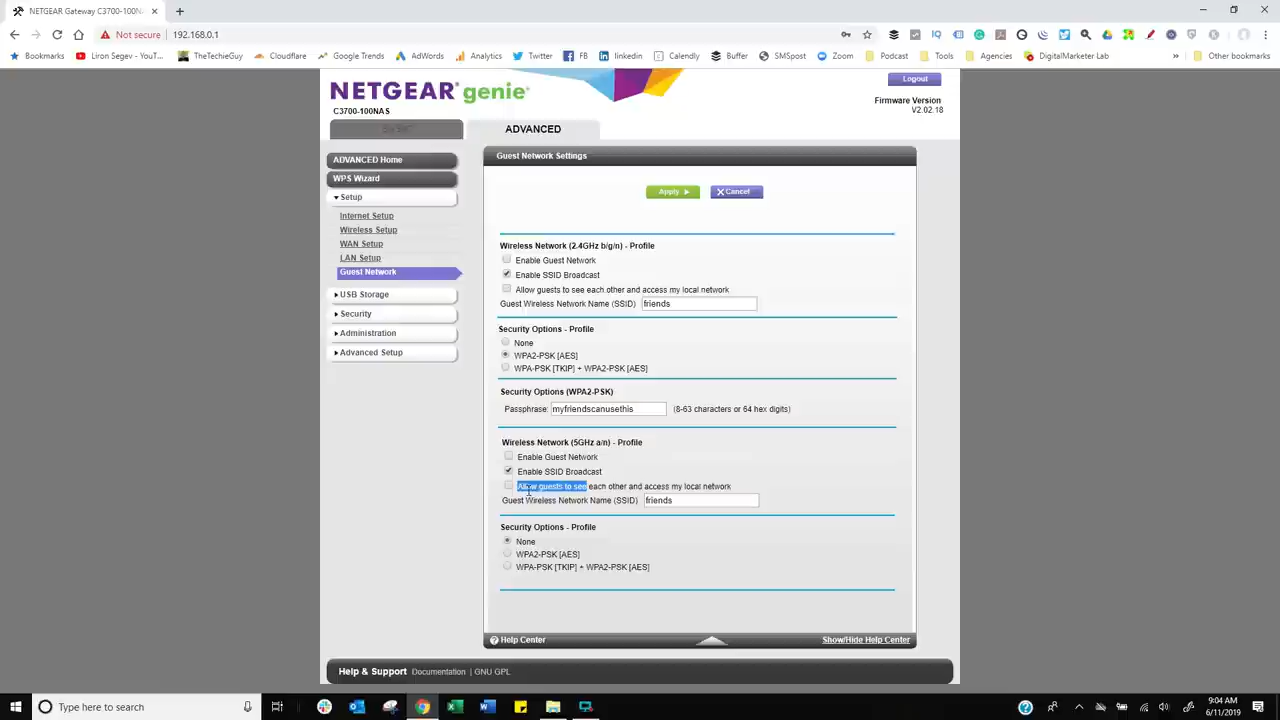 NETGEAR Gateway C3700-100N
Not secure | 192.168.0.1
Bookmarks Liron Segev - YouT... TheTechieGuy Cloudflare Google Trends AdWords Analytics Twitter FB linkedin Calendly Buffer SMSpost Zoom Podcast Tools Agencies DigitalMarketer Lab » Other bookmarks
NETGEAR® genie®
Logout
C3700-100NAS
Firmware Version
V2.02.18
ADVANCED
ADVANCED Home
WPS Wizard
Setup
Internet Setup
Wireless Setup
WAN Setup
LAN Setup
Guest Network
USB Storage
Security
Administration
Advanced Setup
Guest Network Settings
Apply Cancel
Wireless Network (2.4GHz b/g/n) - Profile
Enable Guest Network
Enable SSID Broadcast
Allow guests to see each other and access my local network
Guest Wireless Network Name (SSID) friends
Security Options - Profile
None
WPA2-PSK [AES]
WPA-PSK [TKIP] + WPA2-PSK [AES]
Security Options (WPA2-PSK)
Passphrase: myfriendscanusethis (8-63 characters or 64 hex digits)
Wireless Network (5GHz a/n) - Profile
Enable Guest Network
Enable SSID Broadcast
Allow guests to see each other and access my local network
Guest Wireless Network Name (SSID) friends
Security Options - Profile
None
WPA2-PSK [AES]
WPA-PSK [TKIP] + WPA2-PSK [AES]
Help Center Show/Hide Help Center
Help & Support Documentation | GNU GPL
Type here to search
9:04 AM
6/11/2019